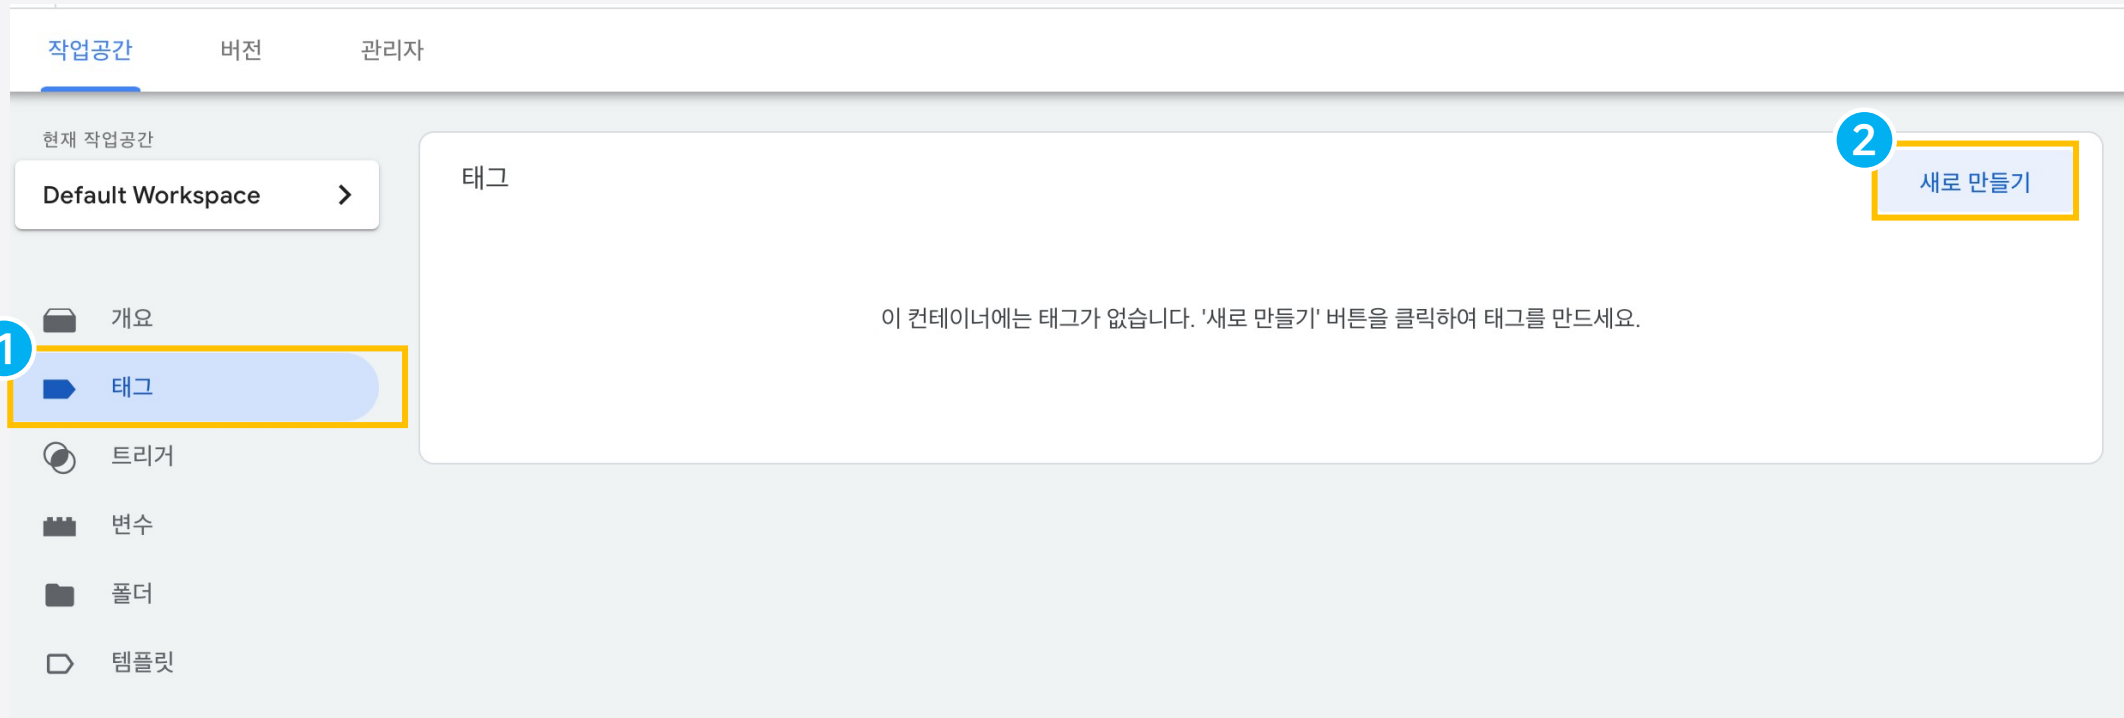 작업공간 버전 관리자
현재 작업공간
Default Workspace
태그
2
새로 만들기
이 컨테이너에는 태그가 없습니다. '새로 만들기' 버튼을 클릭하여 태그를 만드세요.
개요
1
태그
트리거
변수
폴더
템플릿